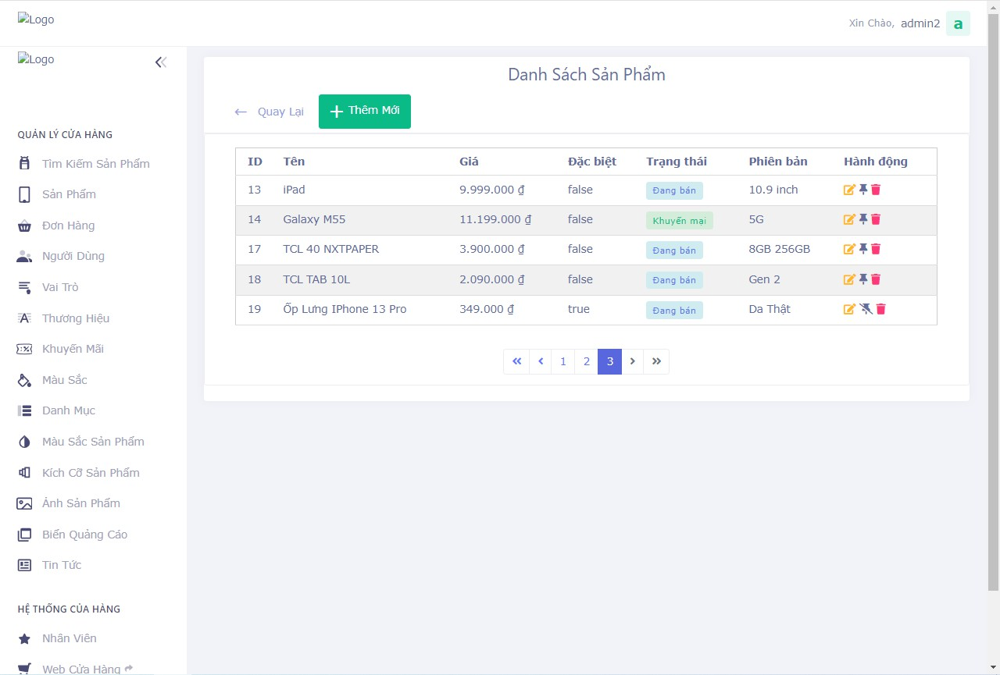 Logo
Xin Chào, admin2 a
Logo
QUẢN LÝ CỬA HÀNG
Tìm Kiếm Sản Phẩm
Sản Phẩm
Đơn Hàng
Người Dùng
Vai Trò
Thương Hiệu
Khuyến Mãi
Màu Sắc
Danh Mục
Màu Sắc Sản Phẩm
Kích Cỡ Sản Phẩm
Ảnh Sản Phẩm
Biển Quảng Cáo
Tin Tức
HỆ THỐNG CỦA HÀNG
Nhân Viên
Web Cửa Hàng
Danh Sách Sản Phẩm
Quay Lại Thêm Mới
ID Tên Giá Đặc biệt Trạng thái Phiên bản Hành động
13 iPad 9.999.000 ₫ false Đang bán 10.9 inch
14 Galaxy M55 11.199.000 ₫ false Khuyến mại 5G
17 TCL 40 NXTPAPER 3.900.000 ₫ false Đang bán 8GB 256GB
18 TCL TAB 10L 2.090.000 ₫ false Đang bán Gen 2
19 Ốp Lưng IPhone 13 Pro 349.000 ₫ true Đang bán Da Thật
« ‹ 1 2 3 › »